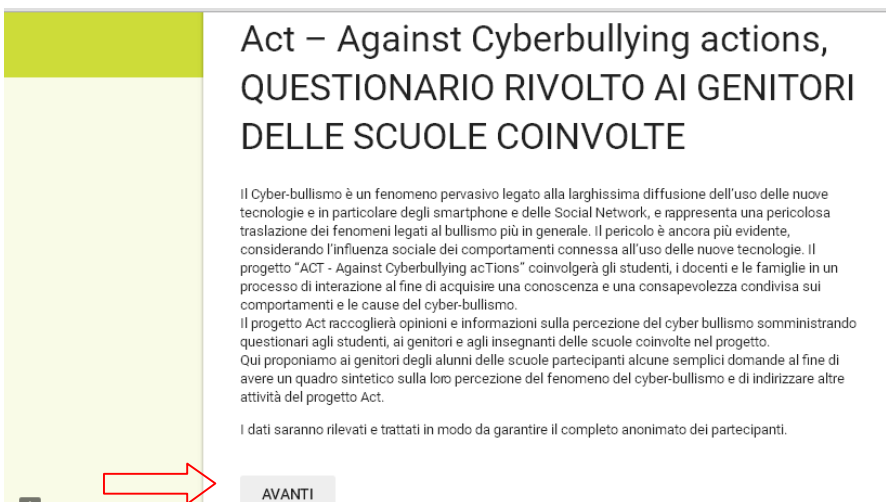 Act – Against Cyberbullying actions,
QUESTIONARIO RIVOLTO AI GENITORI
DELLE SCUOLE COINVOLTE
Il Cyber-bullismo è un fenomeno pervasivo legato alla larghissima diffusione dell'uso delle nuove
tecnologie e in particolare degli smartphone e delle Social Network, e rappresenta una pericolosa
traslazione dei fenomeni legati al bullismo più in generale. Il pericolo è ancora più evidente,
considerando l'influenza sociale dei comportamenti connessa all'uso delle nuove tecnologie. Il
progetto “ACT - Against Cyberbullying acTions” coinvolgerà gli studenti, i docenti e le famiglie in un
processo di interazione al fine di acquisire una conoscenza e una consapevolezza condivisa sui
comportamenti e le cause del cyber-bullismo.
Il progetto Act raccoglierà opinioni e informazioni sulla percezione del cyber bullismo somministrando
questionari agli studenti, ai genitori e agli insegnanti delle scuole coinvolte nel progetto.
Qui proponiamo ai genitori degli alunni delle scuole partecipanti alcune semplici domande al fine di
avere un quadro sintetico sulla loro percezione del fenomeno del cyber-bullismo e di indirizzare altre
attività del progetto Act.
I dati saranno rilevati e trattati in modo da garantire il completo anonimato dei partecipanti.
AVANTI